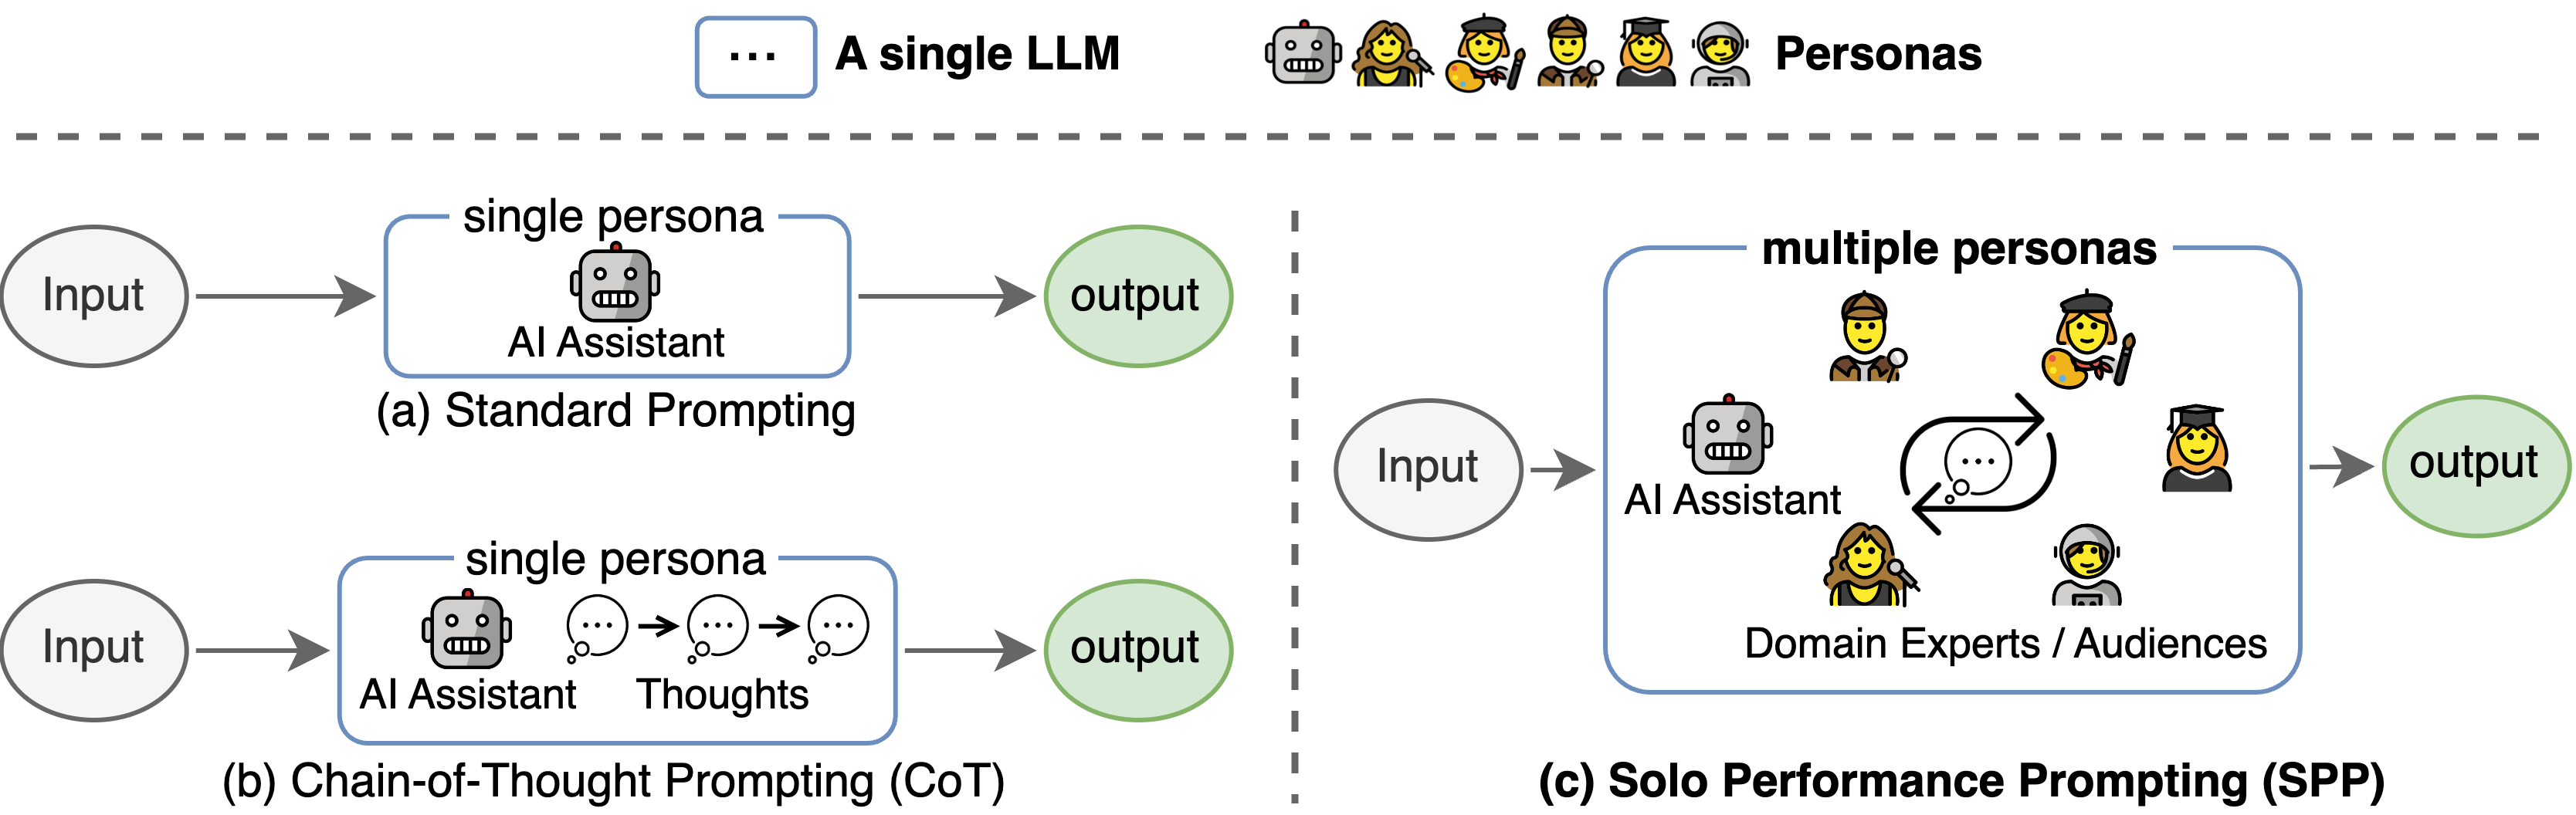 ... A single LLM
Personas
single persona
Input
AI Assistant
output
(a) Standard Prompting
single persona
Input
...
...
...
AI Assistant
Thoughts
output
(b) Chain-of-Thought Prompting (CoT)
multiple personas
Input
AI Assistant
...
Domain Experts / Audiences
output
(c) Solo Performance Prompting (SPP)